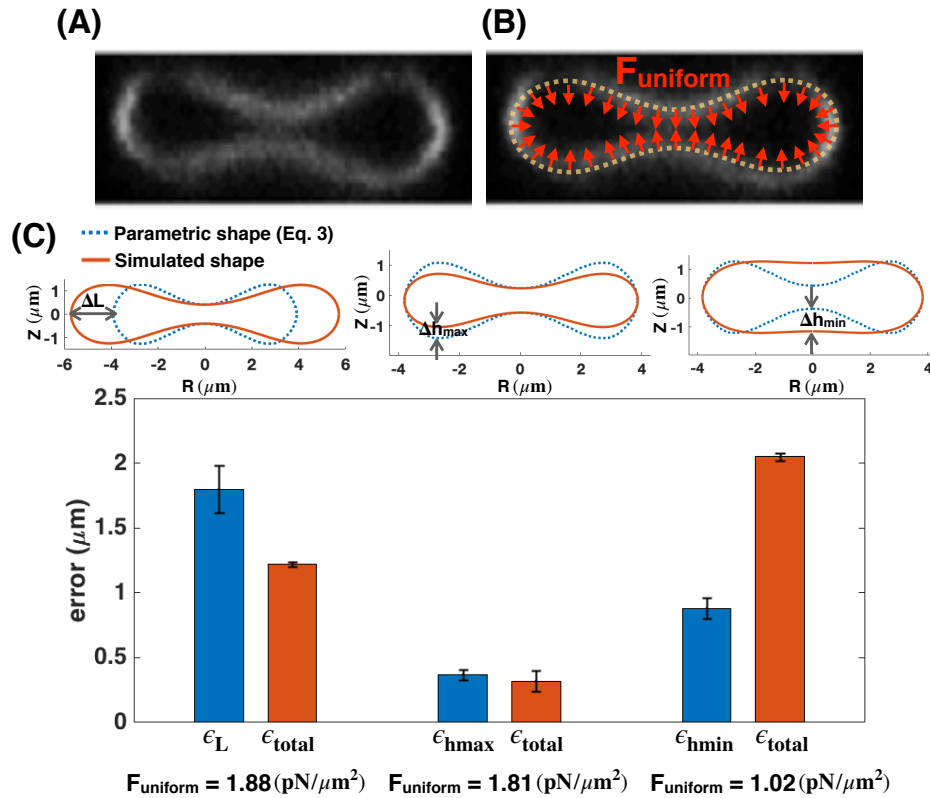 (A)
(B)
F_uniform
(C)
Parametric shape (Eq. 3)
Simulated shape
ΔL
Z (μm)
1
0
-1
-6 -4 -2 0 2 4 6
R (μm)
Δh_max
Z (μm)
1
0
-1
-4 -2 0 2 4
R (μm)
Δh_min
Z (μm)
1
0
-1
-4 -2 0 2 4
R (μm)
error (μm)
2.5
2
1.5
1
0.5
0
ϵ_L ϵ_total ϵ_hmax ϵ_total ϵ_hmin ϵ_total
F_uniform = 1.88 (pN/μm²) F_uniform = 1.81 (pN/μm²) F_uniform = 1.02 (pN/μm²)